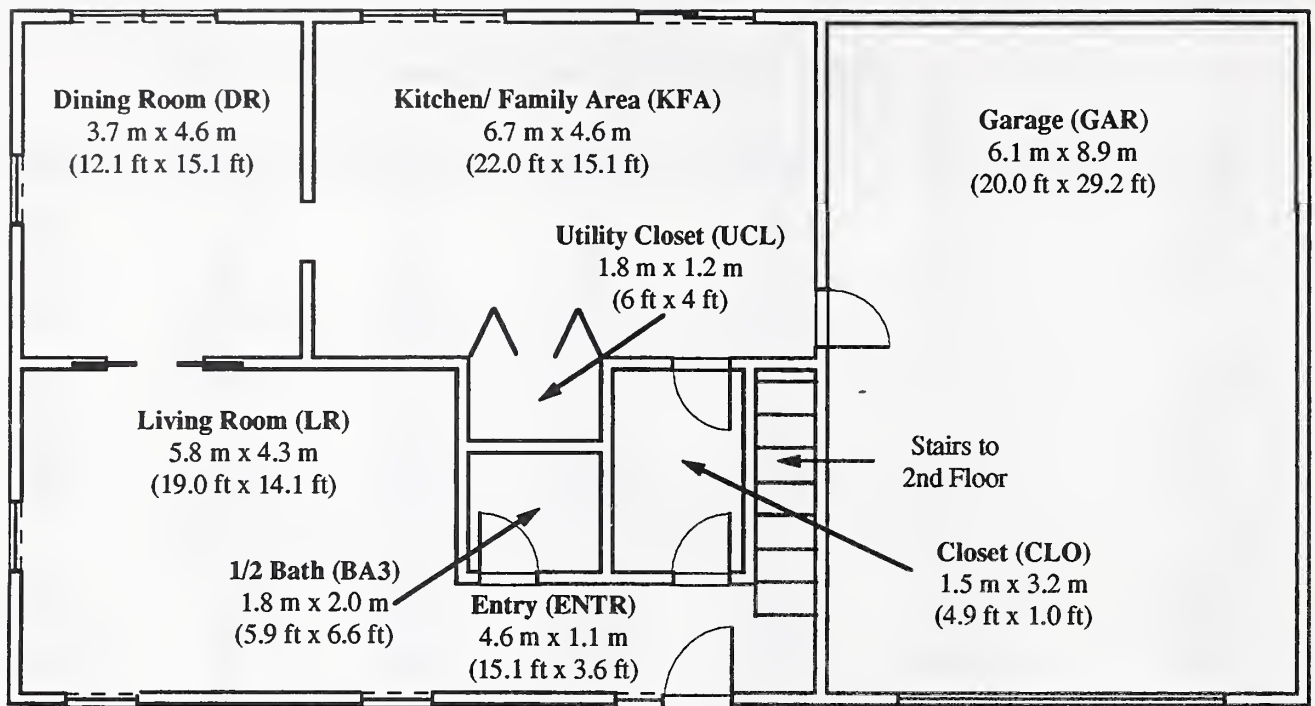 Dining Room (DR)
3.7 m x 4.6 m
(12.1 ft x 15.1 ft)
Kitchen/ Family Area (KFA)
6.7 m x 4.6 m
(22.0 ft x 15.1 ft)
Garage (GAR)
6.1 m x 8.9 m
(20.0 ft x 29.2 ft)
Utility Closet (UCL)
1.8 m x 1.2 m
(6 ft x 4 ft)
Living Room (LR)
5.8 m x 4.3 m
(19.0 ft x 14.1 ft)
Stairs to
2nd Floor
1/2 Bath (BA3)
1.8 m x 2.0 m
(5.9 ft x 6.6 ft)
Entry (ENTR)
4.6 m x 1.1 m
(15.1 ft x 3.6 ft)
Closet (CLO)
1.5 m x 3.2 m
(4.9 ft x 1.0 ft)